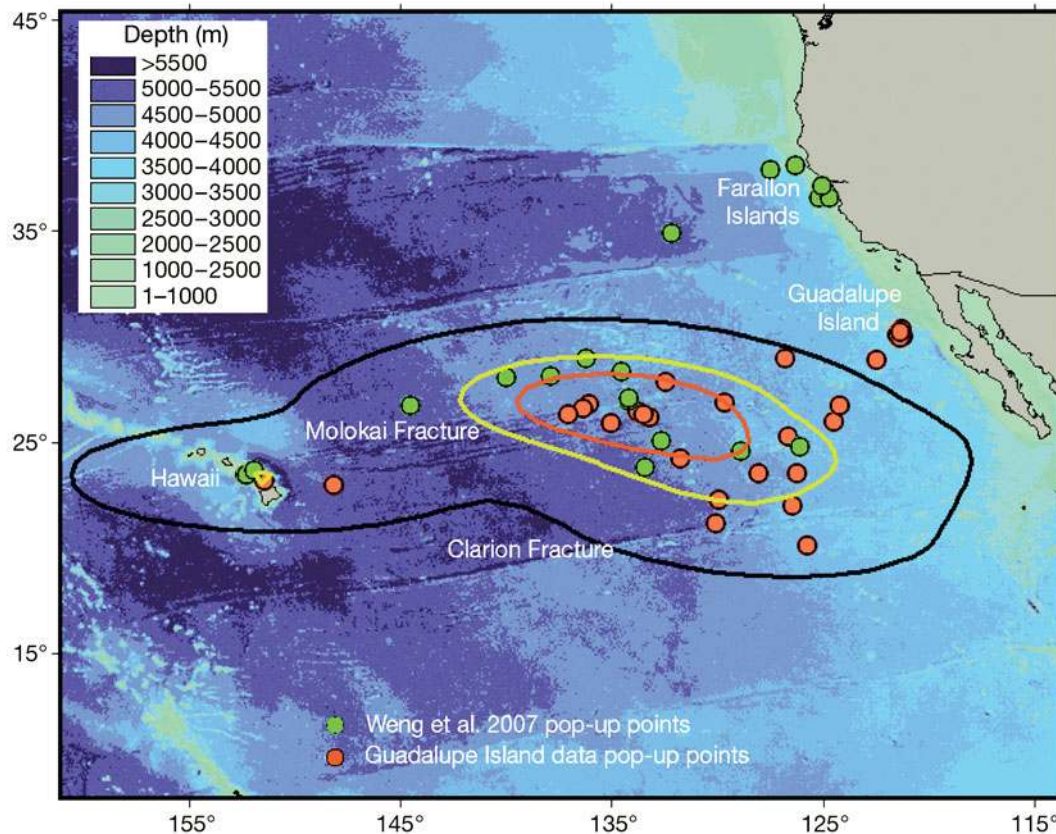 45°
35°
25°
15°
Depth (m)
>5500
5000–5500
4500–5000
4000–4500
3500–4000
3000–3500
2500–3000
2000–2500
1000–2500
1–1000
Farallon
Islands
Guadalupe
Island
Molokai Fracture
Hawaii
Clarion Fracture
Weng et al. 2007 pop-up points
Guadalupe Island data pop-up points
155°
145°
135°
125°
115°